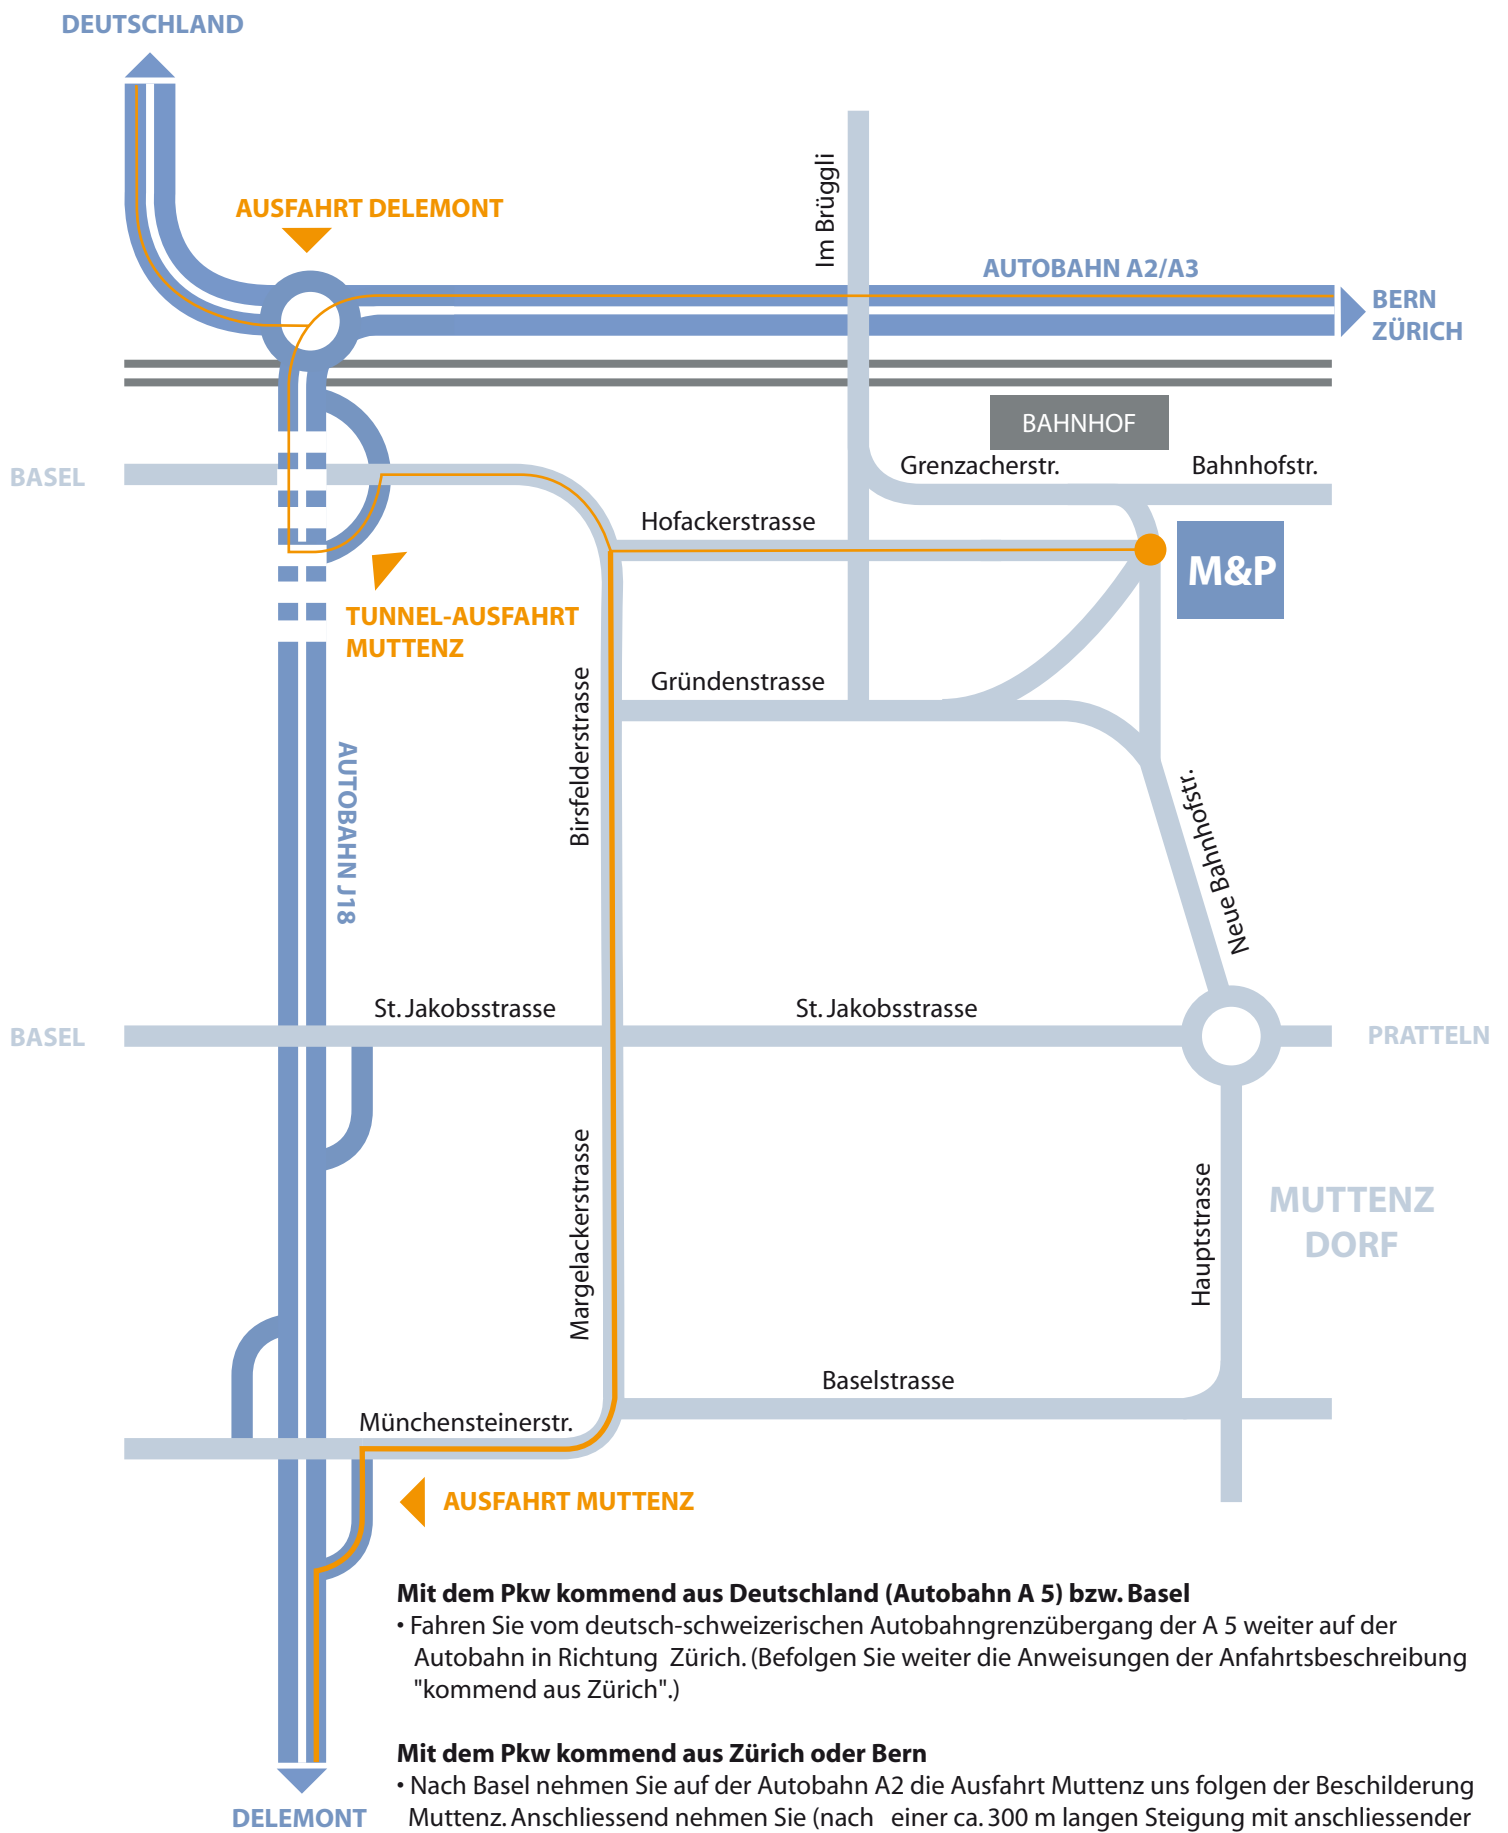 DEUTSCHLAND
Im Brüggli
AUSFAHRT DELEMONT
AUTOBAHN A2/A3
BERN
ZÜRICH
BAHNHOF
BASEL
Grenzacherstr.
Bahnhofstr.
Hofackerstrasse
M&P
TUNNEL-AUSFAHRT
MUTTENZ
Gründenstrasse
Birsfelderstrasse
AUTOBAHN J18
Neue Bahnhofstr.
St. Jakobsstrasse
St. Jakobsstrasse
BASEL
PRATTELN
Margelackerstrasse
Hauptstrasse
MUTTENZ
DORF
Baselstrasse
Münchensteinerstr.
AUSFAHRT MUTTENZ
Mit dem Pkw kommend aus Deutschland (Autobahn A 5) bzw. Basel
• Fahren Sie vom deutsch-schweizerischen Autobahngrenzübergang der A 5 weiter auf der
Autobahn in Richtung Zürich. (Befolgen Sie weiter die Anweisungen der Anfahrtsbeschreibung
"kommend aus Zürich".)
Mit dem Pkw kommend aus Zürich oder Bern
• Nach Basel nehmen Sie auf der Autobahn A2 die Ausfahrt Muttenz uns folgen der Beschilderung
Muttenz. Anschliessend nehmen Sie (nach einer ca. 300 m langen Steigung mit anschliessender
DELEMONT